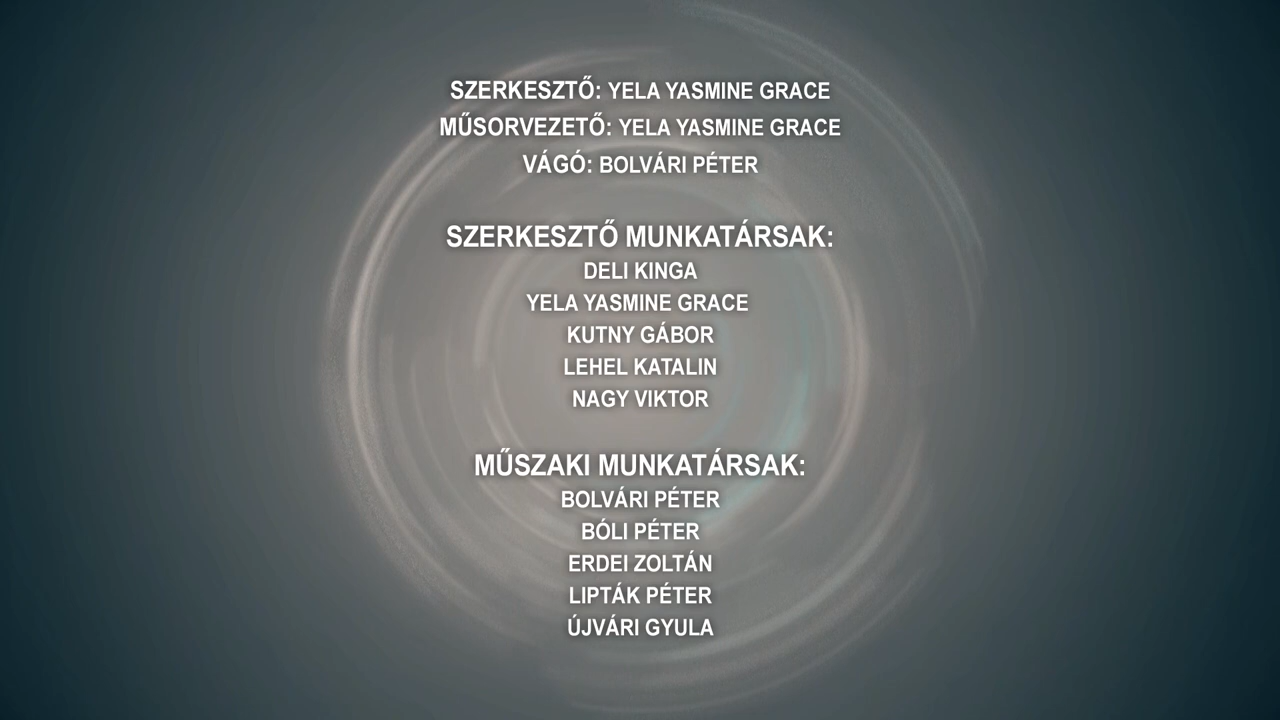 SZERKESZTŐ: YELA YASMINE GRACE
MŰSORVEZETŐ: YELA YASMINE GRACE
VÁGÓ: BOLVÁRI PÉTER
SZERKESZTŐ MUNKATÁRSAK:
DELI KINGA
YELA YASMINE GRACE
KUTNY GÁBOR
LEHEL KATALIN
NAGY VIKTOR
MŰSZAKI MUNKATÁRSAK:
BOLVÁRI PÉTER
BÓLI PÉTER
ERDEI ZOLTÁN
LIPTÁK PÉTER
ÚJVÁRI GYULA